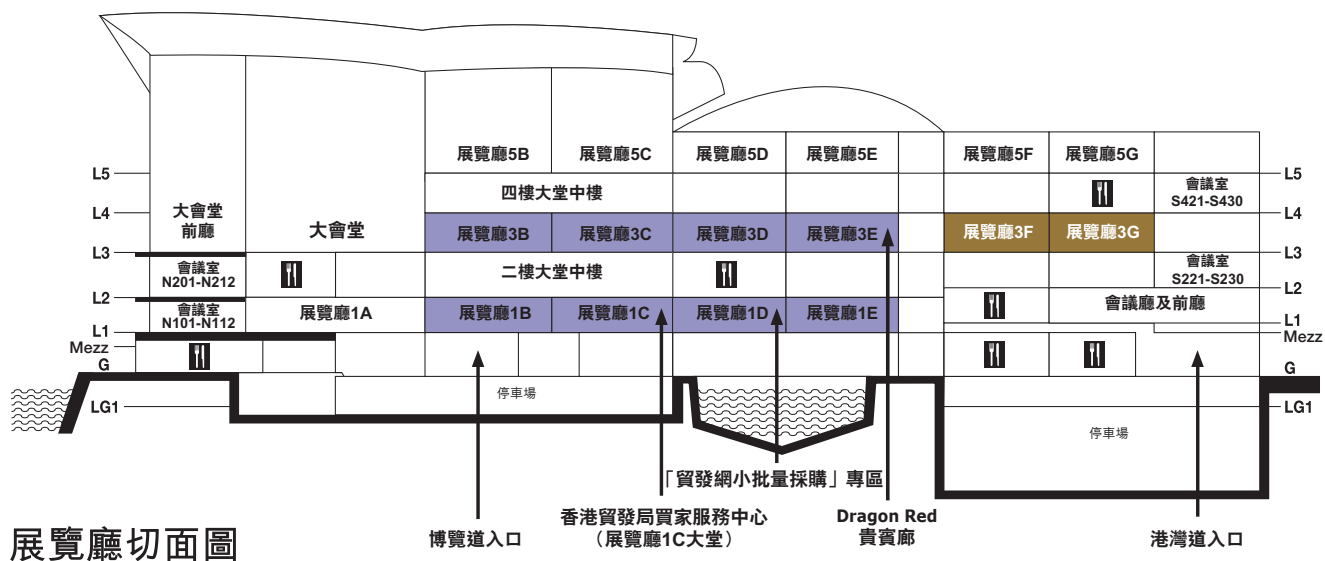 展覽廳5B
展覽廳5C
展覽廳5D
展覽廳5E
展覽廳5F
展覽廳5G
L5
L5
四樓大堂中樓
會議室
S421-S430
L4
L4
大會堂
前廳
大會堂
展覽廳3B
展覽廳3C
展覽廳3D
展覽廳3E
展覽廳3F
展覽廳3G
L3
L3
會議室
N201-N212
二樓大堂中樓
會議室
S221-S230
L2
L2
會議室
N101-N112
展覽廳1A
展覽廳1B
展覽廳1C
展覽廳1D
展覽廳1E
會議廳及前廳
L1
L1
Mezz
Mezz
G
G
停車場
LG1
LG1
停車場
「貿發網小批量採購」專區
香港貿發局買家服務中心
（展覽廳1C大堂）
Dragon Red
貴賓廊
博覽道入口
港灣道入口
展覽廳切面圖